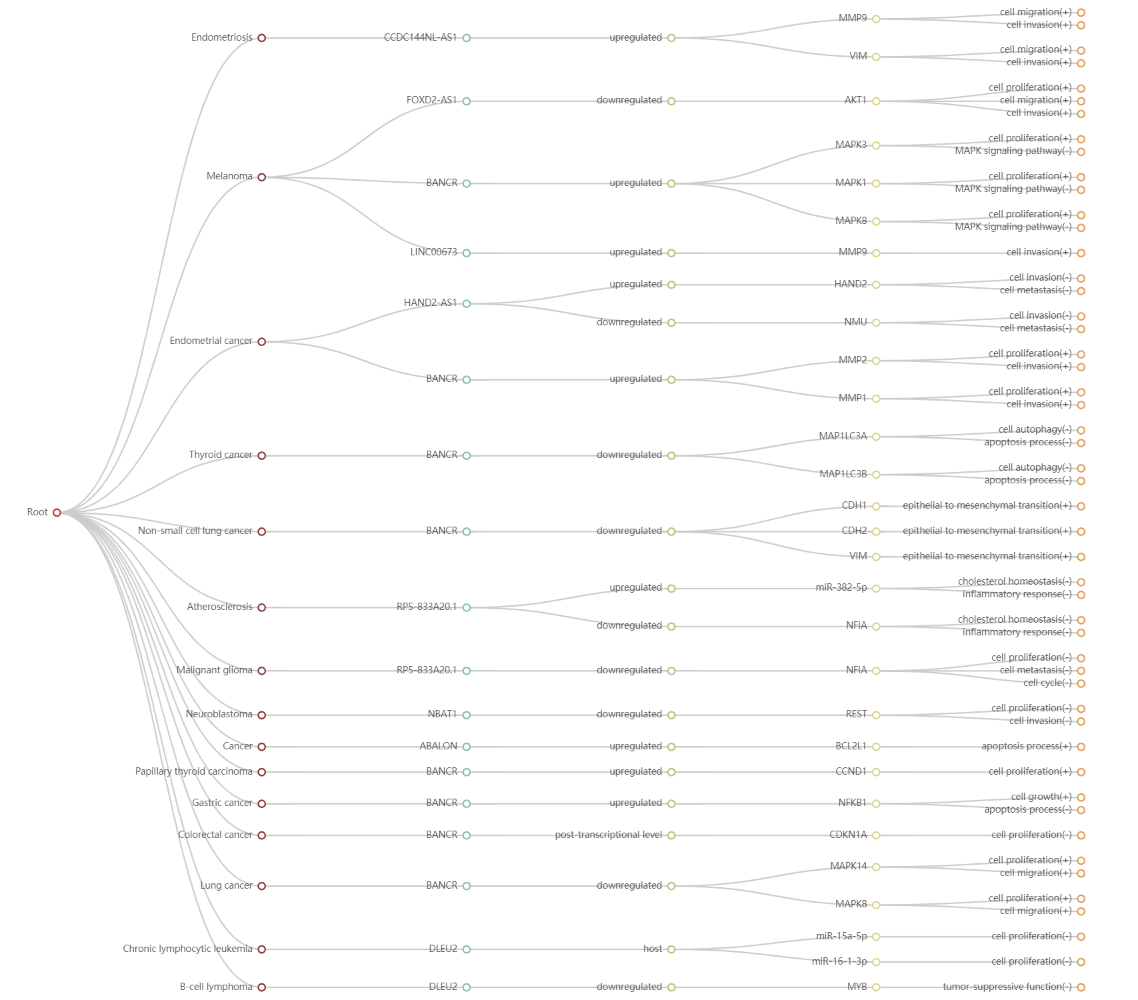 Root
Endometriosis
CCDC144NL-AS1
upregulated
MMP9
cell migration(+)
cell invasion(+)
VIM
cell migration(+)
cell invasion(+)
Melanoma
FOXD2-AS1
downregulated
AKT1
cell proliferation(+)
cell migration(+)
cell invasion(+)
BANCR
upregulated
MAPK3
cell proliferation(+)
MAPK signaling pathway(-)
MAPK1
cell proliferation(+)
MAPK signaling pathway(-)
MAPK8
cell proliferation(+)
MAPK signaling pathway(-)
LINC00673
upregulated
MMP9
cell invasion(+)
Endometrial cancer
HAND2-AS1
upregulated
HAND2
cell invasion(-)
cell metastasis(-)
downregulated
NMU
cell invasion(-)
cell metastasis(-)
BANCR
upregulated
MMP2
cell proliferation(+)
cell invasion(+)
MMP1
cell proliferation(+)
cell invasion(+)
Thyroid cancer
BANCR
downregulated
MAP1LC3A
cell autophagy(-)
apoptosis process(-)
MAP1LC3B
cell autophagy(-)
apoptosis process(-)
Non-small cell lung cancer
BANCR
downregulated
CDH1
epithelial to mesenchymal transition(+)
CDH2
epithelial to mesenchymal transition(+)
VIM
epithelial to mesenchymal transition(+)
Atherosclerosis
RP5-833A20.1
upregulated
miR-382-5p
cholesterol homeostasis(-)
inflammatory response(-)
downregulated
NFIA
cholesterol homeostasis(-)
inflammatory response(-)
Malignant glioma
RP5-833A20.1
downregulated
NFIA
cell proliferation(-)
cell metastasis(-)
cell cycle(-)
Neuroblastoma
NBAT1
downregulated
REST
cell proliferation(-)
cell invasion(-)
Cancer
ABALON
upregulated
BCL2L1
apoptosis process(+)
Papillary thyroid carcinoma
BANCR
upregulated
CCND1
cell proliferation(+)
Gastric cancer
BANCR
upregulated
NFKB1
cell growth(+)
apoptosis process(-)
Colorectal cancer
BANCR
post-transcriptional level
CDKN1A
cell proliferation(-)
Lung cancer
BANCR
downregulated
MAPK14
cell proliferation(+)
cell migration(+)
MAPK8
cell proliferation(+)
cell migration(+)
Chronic lymphocytic leukemia
DLEU2
host
miR-15a-5p
cell proliferation(-)
miR-16-1-3p
cell proliferation(-)
B-cell lymphoma
DLEU2
downregulated
MYB
tumor-suppressive function(-)